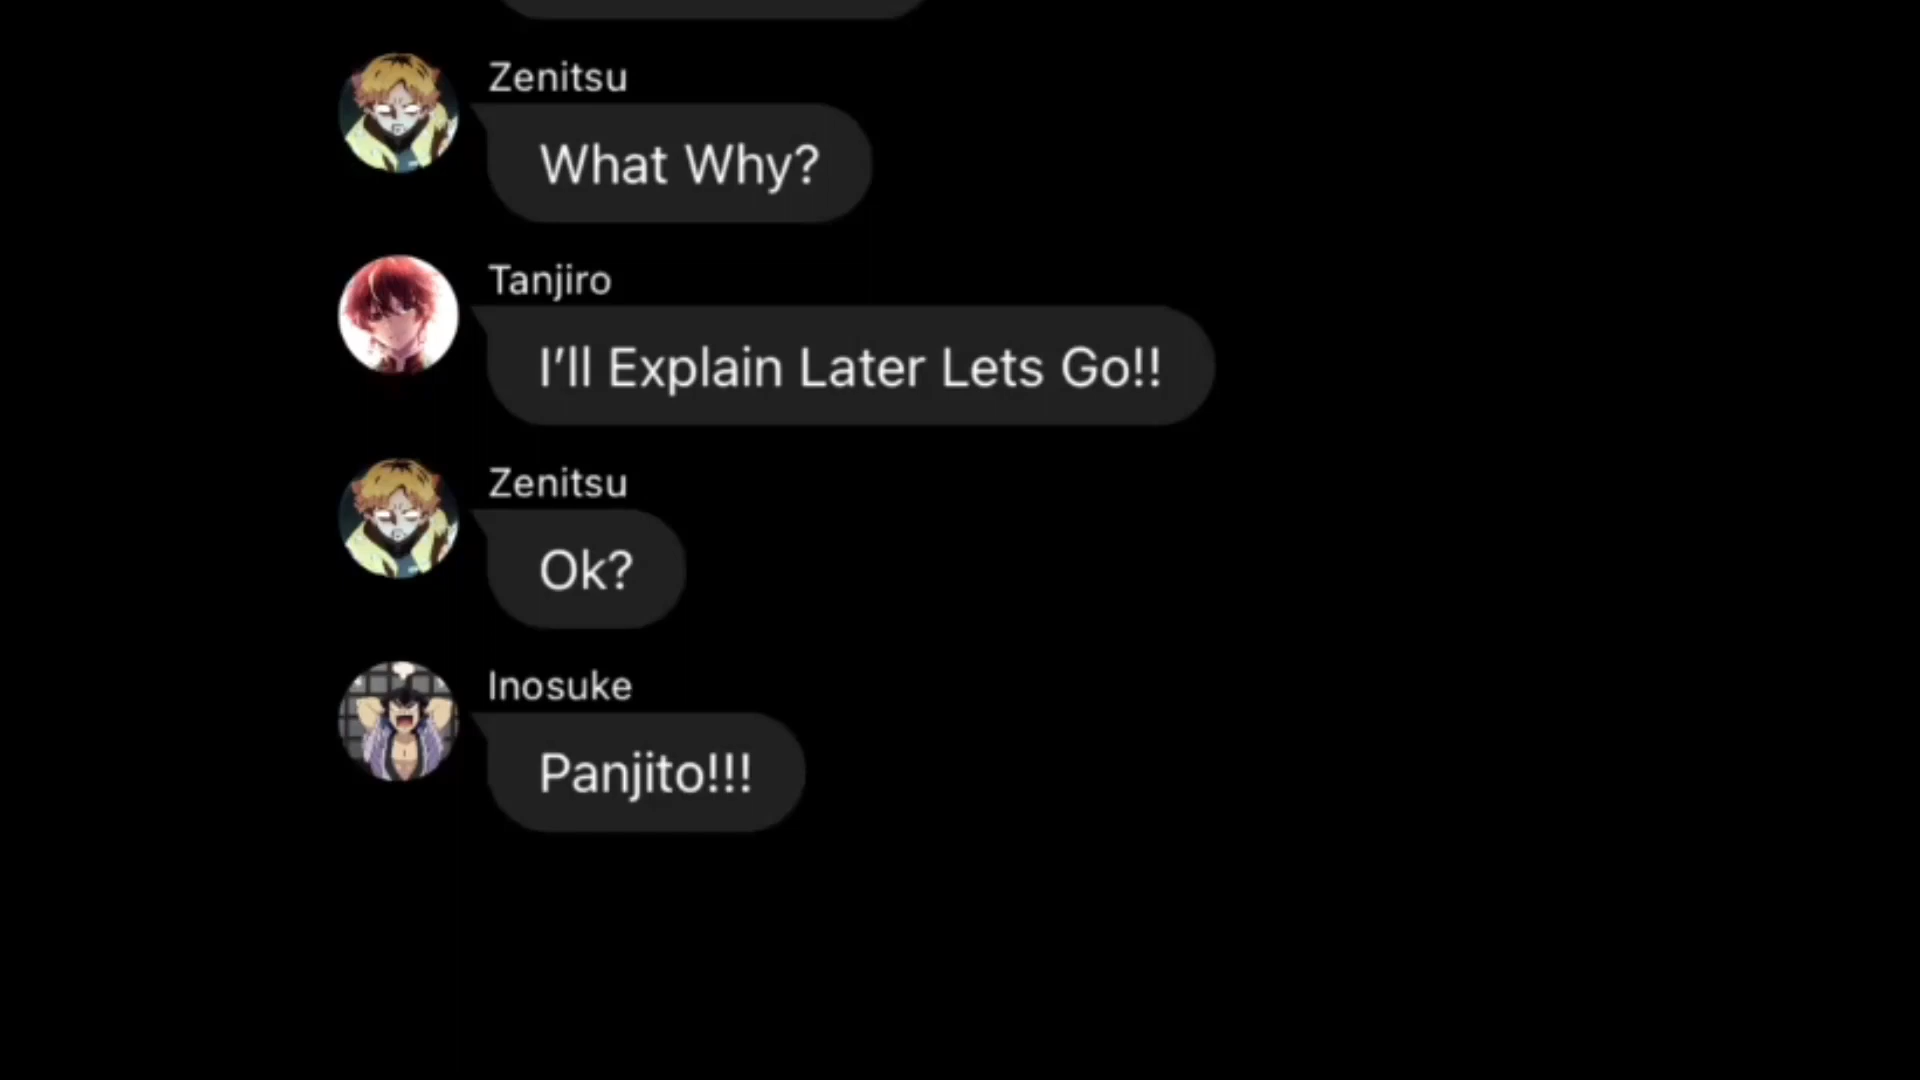 Zenitsu
What Why?
Tanjiro
I’ll Explain Later Lets Go!!
Zenitsu
Ok?
Inosuke
Panjito!!!